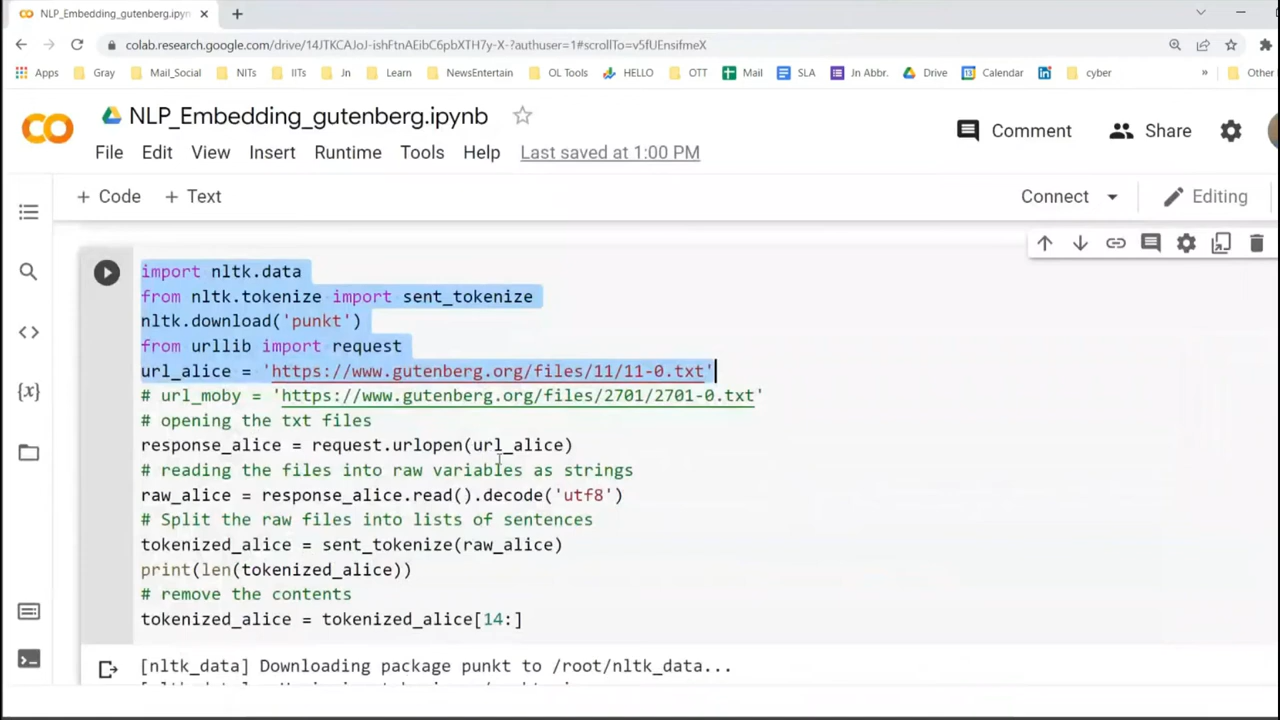 NLP_Embedding_gutenberg.ipyn
colab.research.google.com/drive/14JTKCAJoJ-ishFtnAEibC6pbXTH7y-X-?authuser=1#scrollTo=v5fUEnsifmeX
Apps Gray Mail_Social NITs IITs Jn Learn NewsEntertain OL Tools HELLO OTT Mail SLA Jn Abbr. Drive Calendar cyber » Other
NLP_Embedding_gutenberg.ipynb
Comment Share
File Edit View Insert Runtime Tools Help Last saved at 1:00 PM
+ Code + Text Connect Editing
import nltk.data
from nltk.tokenize import sent_tokenize
nltk.download('punkt')
from urllib import request
url_alice = 'https://www.gutenberg.org/files/11/11-0.txt'
# url_moby = 'https://www.gutenberg.org/files/2701/2701-0.txt'
# opening the txt files
response_alice = request.urlopen(url_alice)
# reading the files into raw variables as strings
raw_alice = response_alice.read().decode('utf8')
# Split the raw files into lists of sentences
tokenized_alice = sent_tokenize(raw_alice)
print(len(tokenized_alice))
# remove the contents
tokenized_alice = tokenized_alice[14:]
[nltk_data] Downloading package punkt to /root/nltk_data...